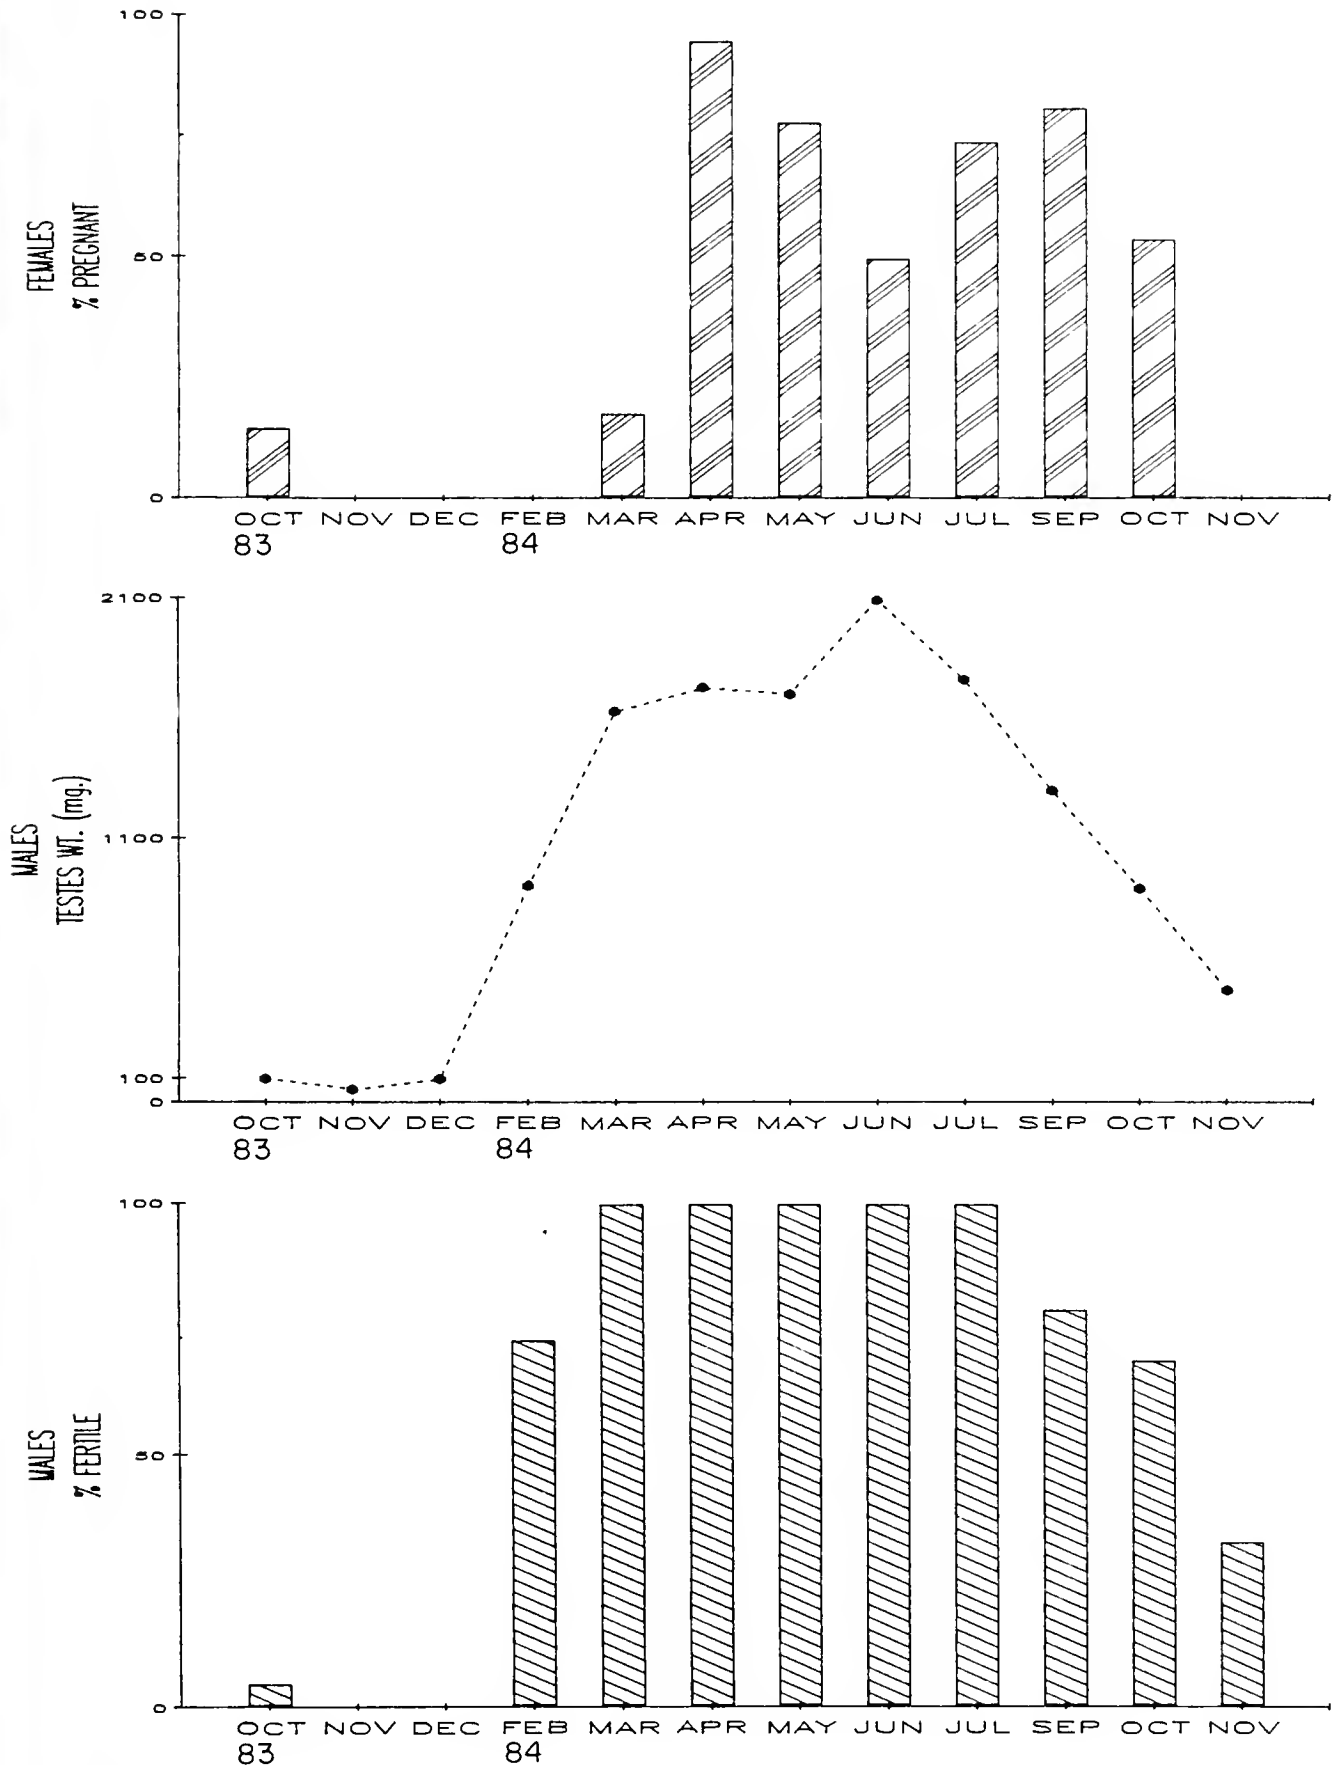 100
50
0
FEMALES
% PREGNANT
OCT NOV DEC FEB MAR APR MAY JUN JUL SEP OCT NOV
83 84
2100
1100
100
0
MALES
TESTES WT. (mg.)
OCT NOV DEC FEB MAR APR MAY JUN JUL SEP OCT NOV
83 84
100
50
0
MALES
% FERTILE
OCT NOV DEC FEB MAR APR MAY JUN JUL SEP OCT NOV
83 84